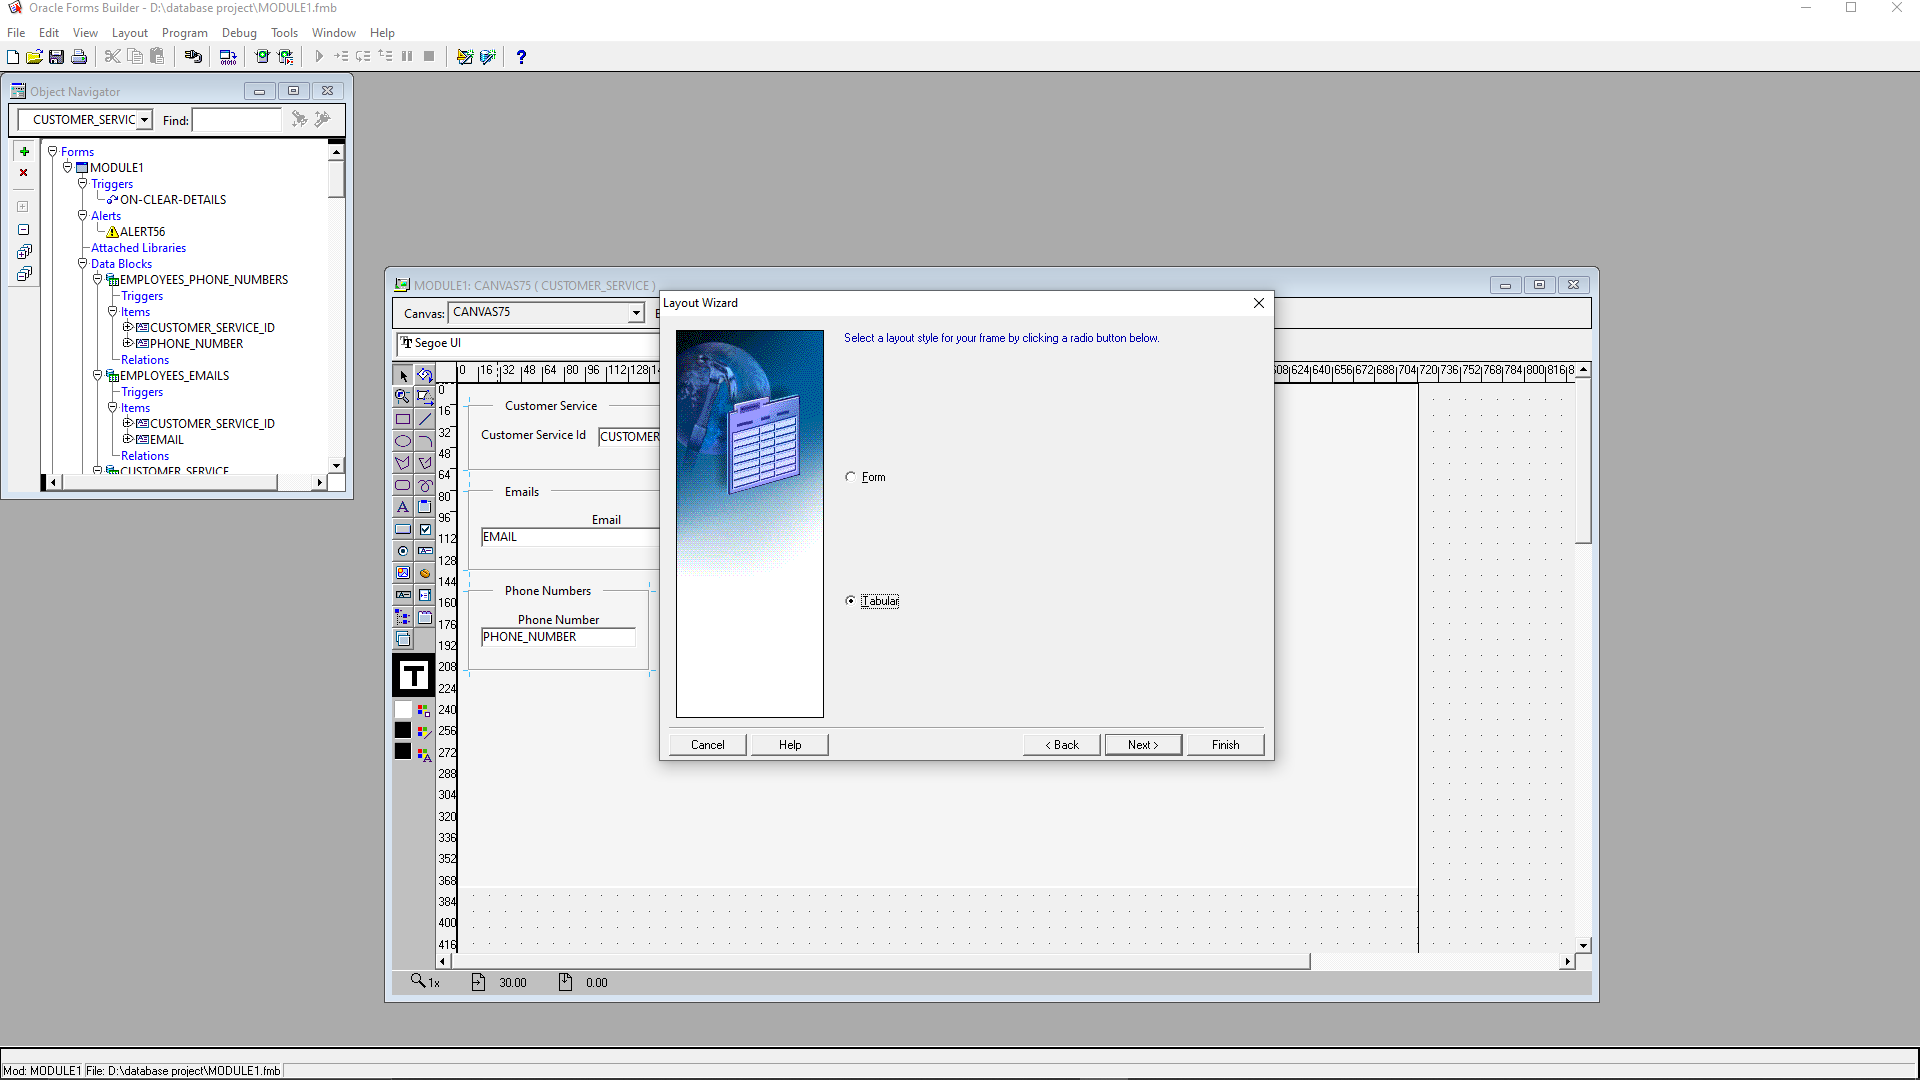 Oracle Forms Builder - D:\database project\MODULE1.fmb
File Edit View Layout Program Debug Tools Window Help
Object Navigator
CUSTOMER_SERVIC Find:
Forms
MODULE1
Triggers
ON-CLEAR-DETAILS
Alerts
ALERT56
Attached Libraries
Data Blocks
EMPLOYEES_PHONE_NUMBERS
Triggers
Items
CUSTOMER_SERVICE_ID
PHONE_NUMBER
Relations
EMPLOYEES_EMAILS
Triggers
Items
CUSTOMER_SERVICE_ID
EMAIL
Relations
CUSTOMER_SERVICE
MODULE1: CANVAS75 ( CUSTOMER_SERVICE )
Canvas: CANVAS75
Segoe UI
0 16 32 48 64 80 96 112 128
624 640 656 672 688 704 720 736 752 768 784 800 816
0
16
32
48
64
80
96
112
128
144
160
176
192
208
224
240
256
272
288
304
320
336
352
368
384
400
416
Customer Service
Customer Service Id CUSTOMER
Emails
Email
EMAIL
Phone Numbers
Phone Number
PHONE_NUMBER
Layout Wizard
Select a layout style for your frame by clicking a radio button below.
Form
Tabular
Cancel Help < Back Next > Finish
1x 30.00 0.00
Mod: MODULE1 File: D:\database project\MODULE1.fmb